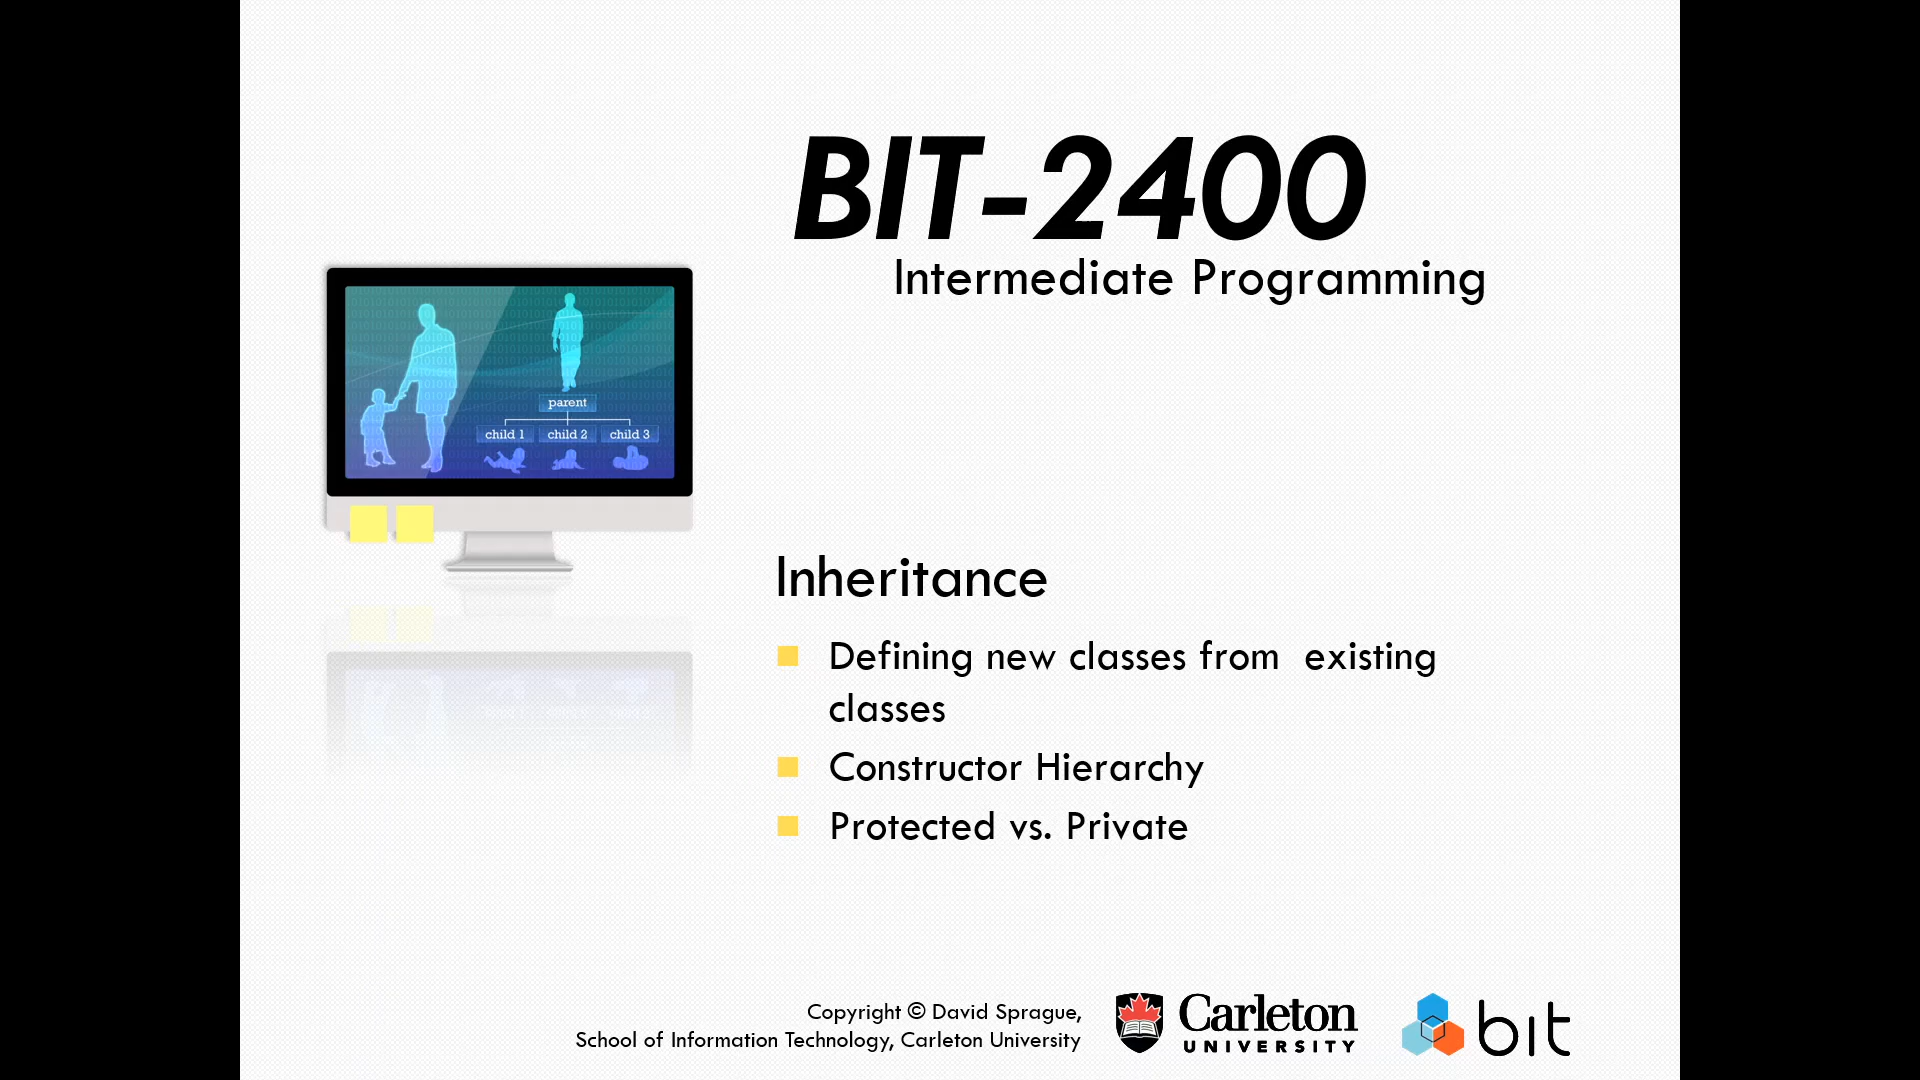 BIT-2400
Intermediate Programming
parent
child 1 child 2 child 3
Inheritance
Defining new classes from  existing
classes
Constructor Hierarchy
Protected vs. Private
Copyright © David Sprague,
School of Information Technology, Carleton University
Carleton
UNIVERSITY
bit